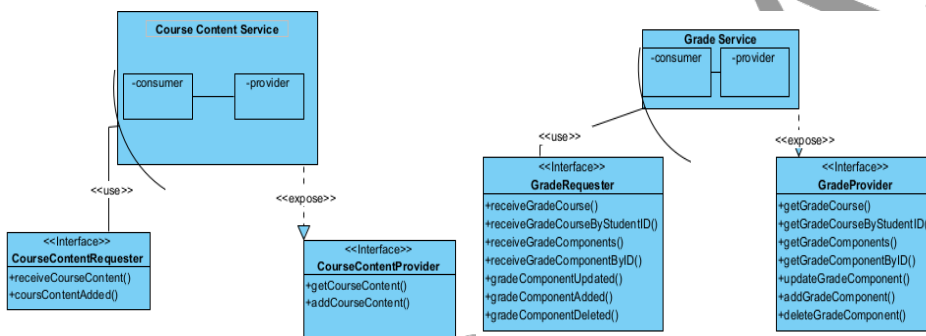 Course Content Service
-consumer
-provider
<<use>>
<<expose>>
<<Interface>>
CourseContentRequester
+receiveCourseContent()
+coursContentAdded()
<<Interface>>
CourseContentProvider
+getCourseContent()
+addCourseContent()
Grade Service
-consumer
-provider
<<use>>
<<expose>>
<<Interface>>
GradeRequester
+receiveGradeCourse()
+receiveGradeCourseByStudentID()
+receiveGradeComponents()
+receiveGradeComponentByID()
+gradeComponentUpdated()
+gradeComponentAdded()
+gradeComponentDeleted()
<<Interface>>
GradeProvider
+getGradeCourse()
+getGradeCourseByStudentID()
+getGradeComponents()
+getGradeComponentByID()
+updateGradeComponent()
+addGradeComponent()
+deleteGradeComponent()